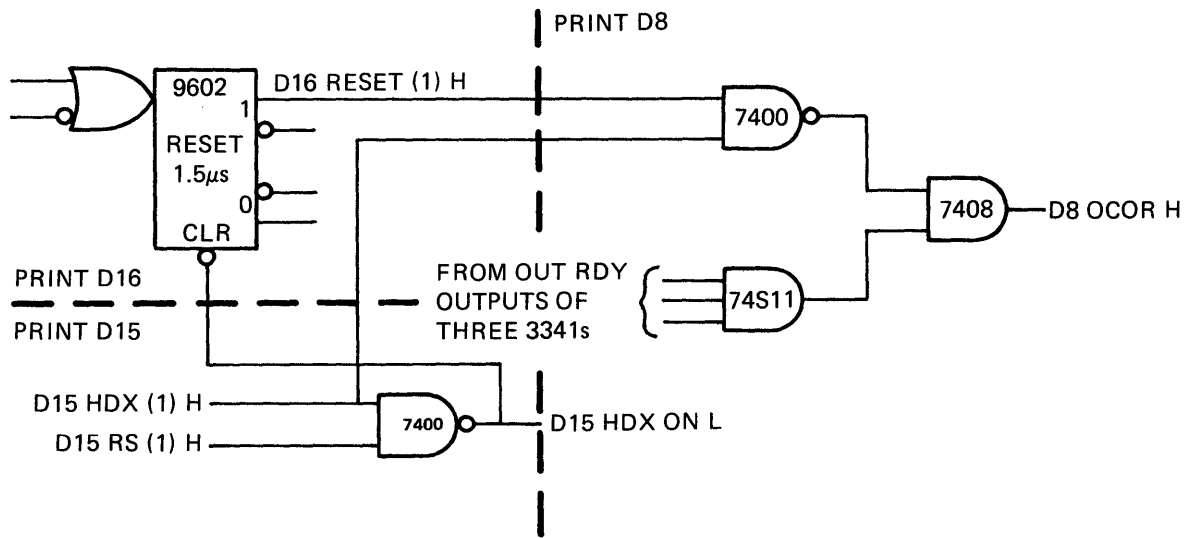 PRINT D8
9602
D16 RESET (1) H
1
RESET
1.5µs
0
CLR
7400
7408
D8 OCOR H
PRINT D16
PRINT D15
FROM OUT RDY
OUTPUTS OF
THREE 3341s
74S11
D15 HDX (1) H
D15 RS (1) H
7400
D15 HDX ON L